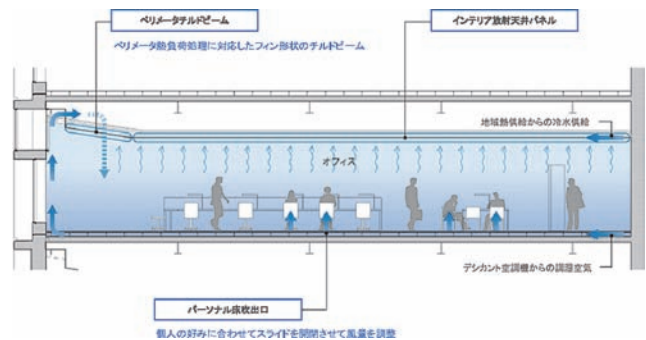 ペリメータチルドビーム
インテリア放射天井パネル
ペリメータ熱負荷処理に対応したフィン形状のチルドビーム
地域熱供給からの冷水供給
オフィス
デシカント空調機からの調湿空気
パーソナル床吹出口
個人の好みに合わせてスライドを開閉させて風量を調整